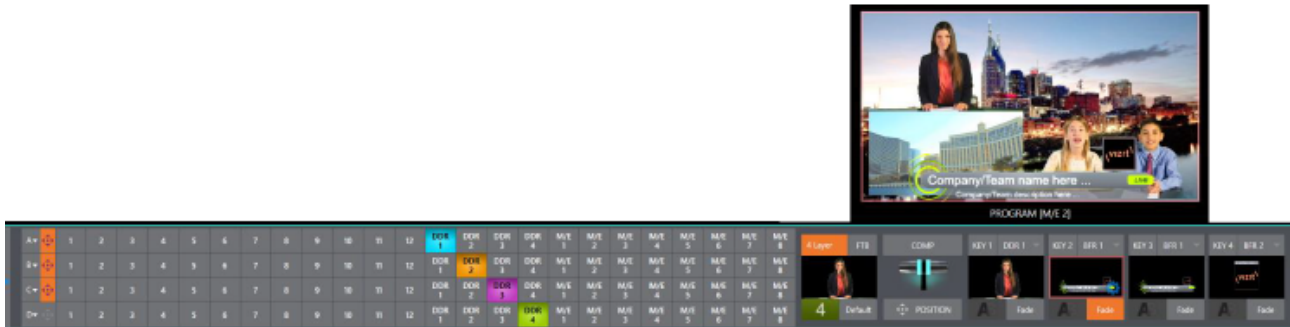 vizrt
Company/Team name here ...
LIVE
Company/Team description here ...
PROGRAM [M/E 2]
A 1 2 3 4 5 6 7 8 9 10 11 12 DDR 1 DDR 2 DDR 3 DDR 4 M/E 1 M/E 2 M/E 3 M/E 4 M/E 5 M/E 6 M/E 7 M/E 8
B 1 2 3 4 5 6 7 8 9 10 11 12 DDR 1 DDR 2 DDR 3 DDR 4 M/E 1 M/E 2 M/E 3 M/E 4 M/E 5 M/E 6 M/E 7 M/E 8
C 1 2 3 4 5 6 7 8 9 10 11 12 DDR 1 DDR 2 DDR 3 DDR 4 M/E 1 M/E 2 M/E 3 M/E 4 M/E 5 M/E 6 M/E 7 M/E 8
D 1 2 3 4 5 6 7 8 9 10 11 12 DDR 1 DDR 2 DDR 3 DDR 4 M/E 1 M/E 2 M/E 3 M/E 4 M/E 5 M/E 6 M/E 7 M/E 8
4 Layer FTB COMP KEY 1 DDR 1 KEY 2 BFR 1 KEY 3 BFR 1 KEY 4 BFR 2
vizrt
4 Default POSITION A Fade A Fade A Fade A Fade